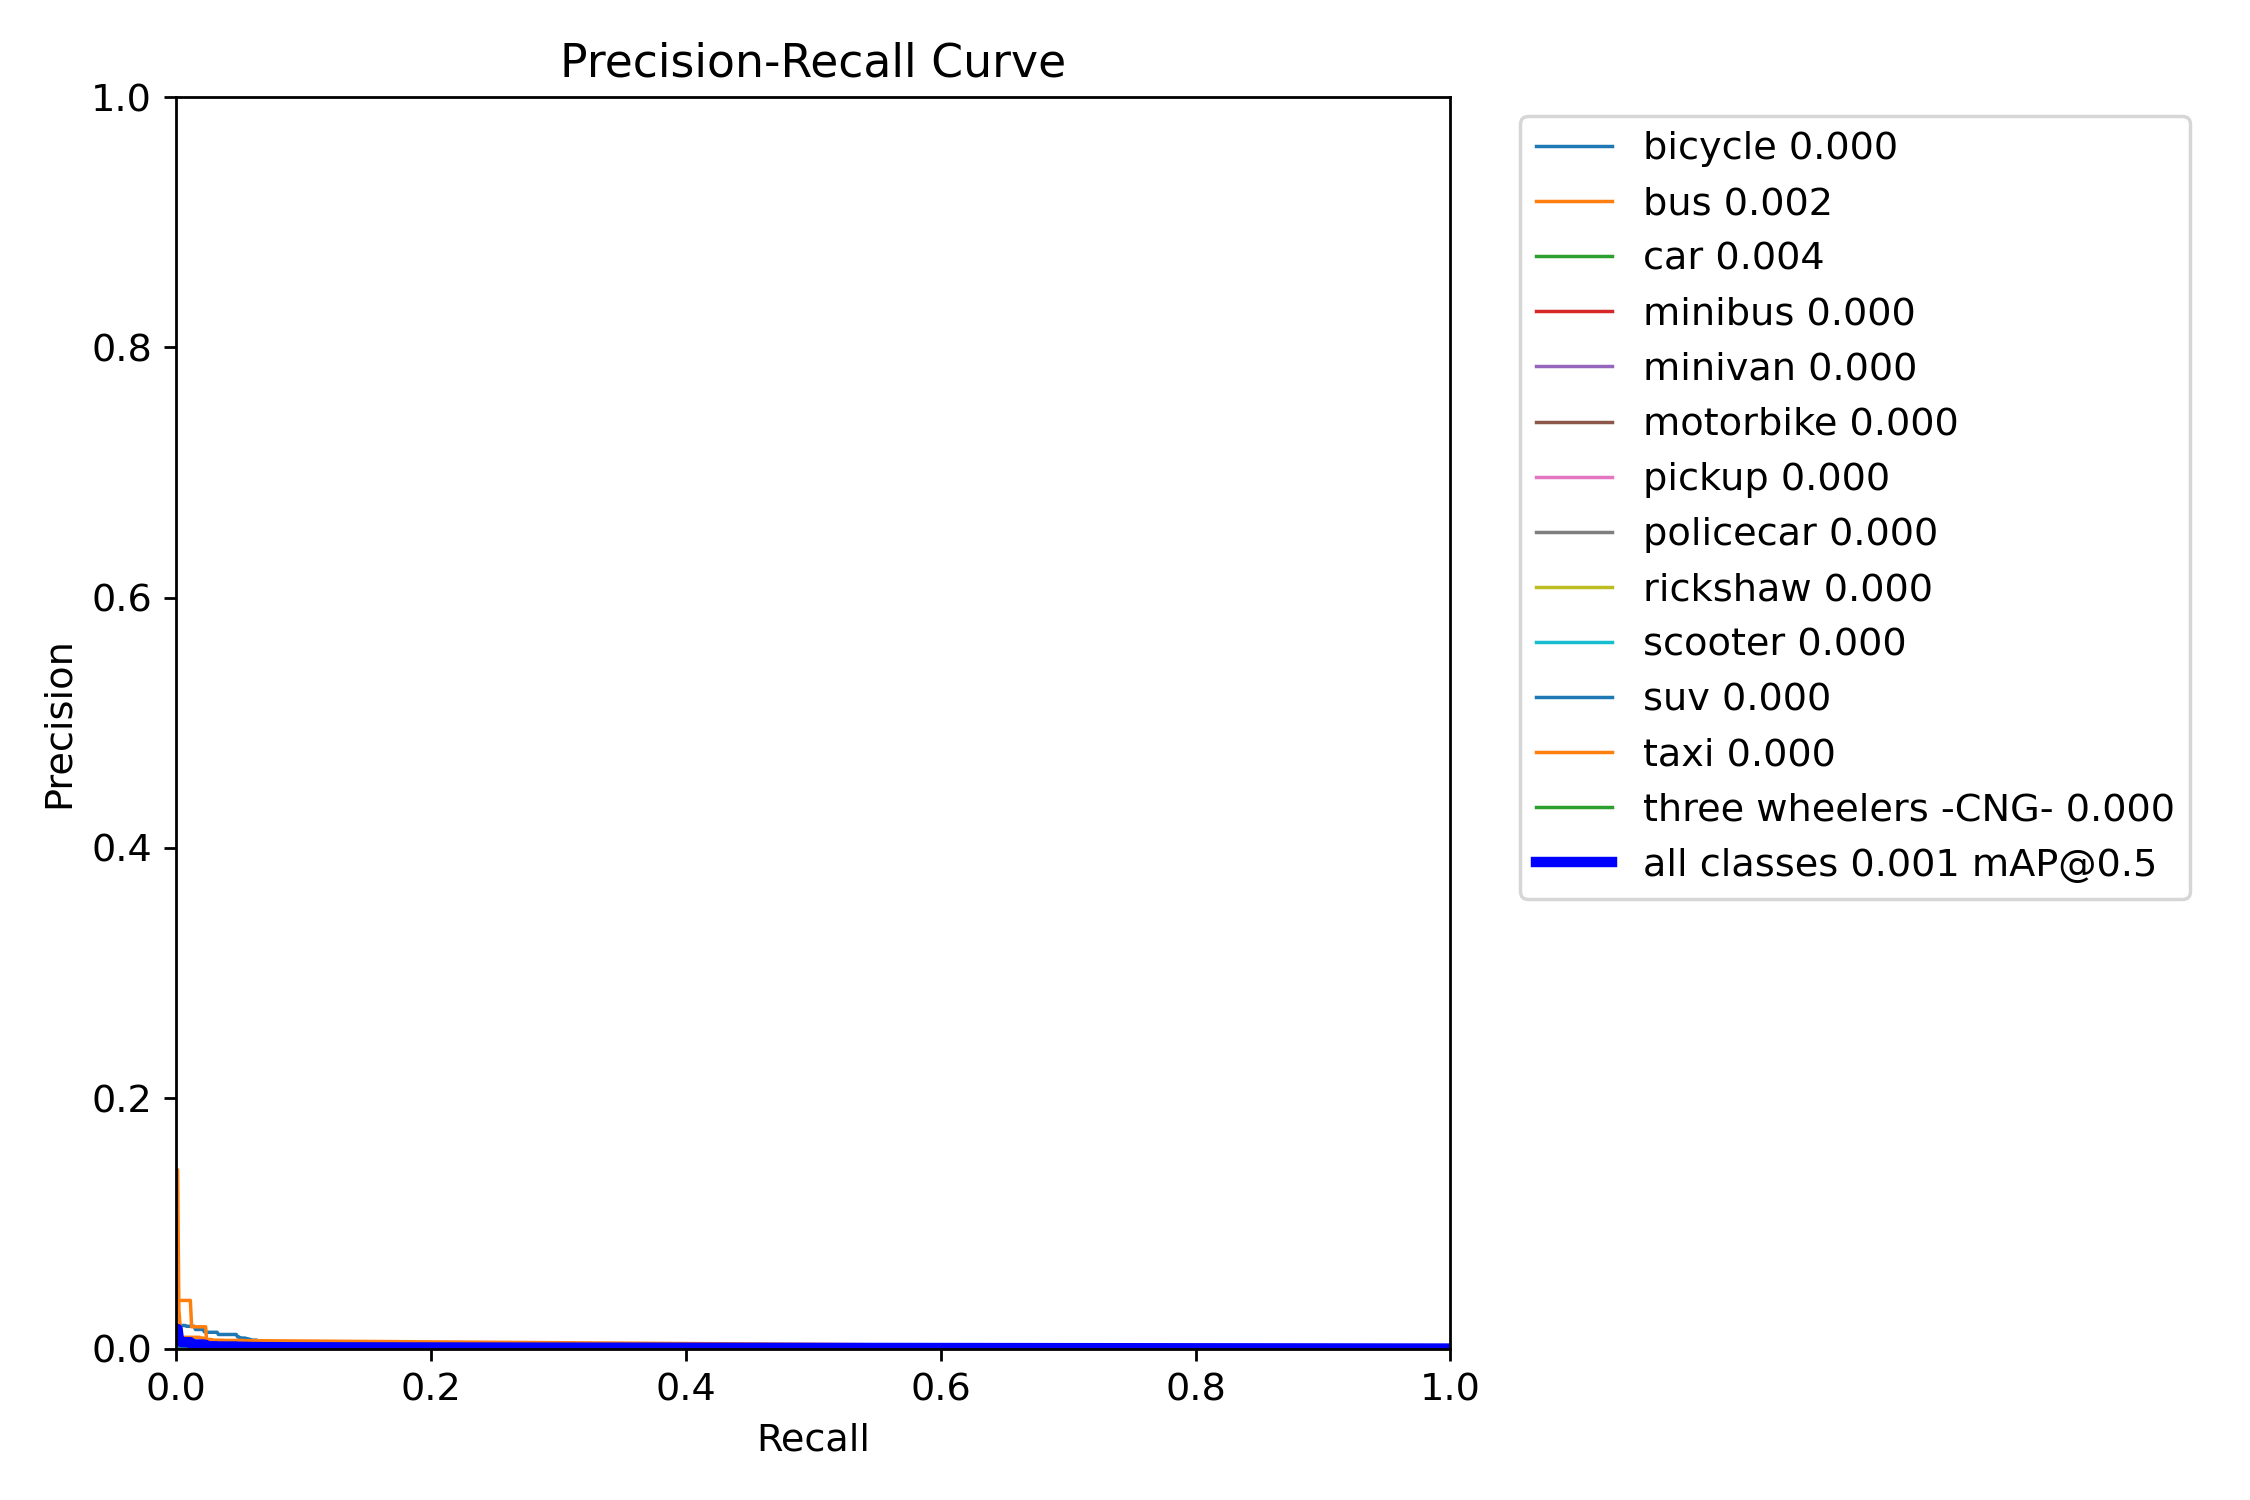 Precision-Recall Curve
1.0
0.8
0.6
0.4
0.2
0.0
Precision
0.0 0.2 0.4 0.6 0.8 1.0
Recall
bicycle 0.000
bus 0.002
car 0.004
minibus 0.000
minivan 0.000
motorbike 0.000
pickup 0.000
policecar 0.000
rickshaw 0.000
scooter 0.000
suv 0.000
taxi 0.000
three wheelers -CNG- 0.000
all classes 0.001 mAP@0.5